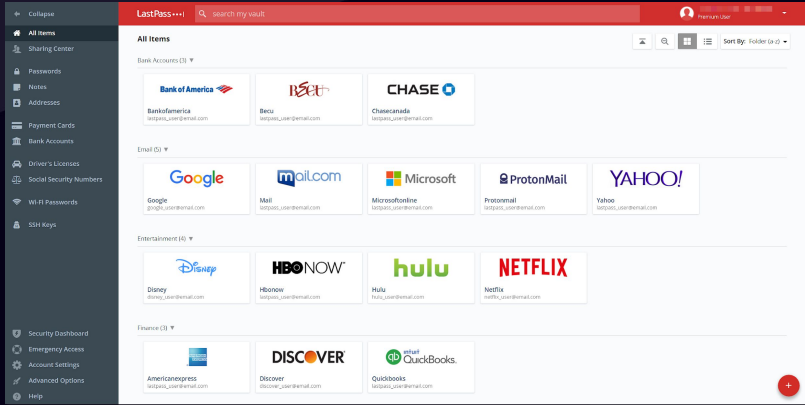 Collapse
LastPass
search my vault
Premium User
All Items
Sharing Center
Passwords
Notes
Addresses
Payment Cards
Bank Accounts
Driver's Licenses
Social Security Numbers
Wi-Fi Passwords
SSH Keys
Security Dashboard
Emergency Access
Account Settings
Advanced Options
Help
All Items
Sort By: Folder (a-z)
Bank Accounts (3)
Bank of America BECU CHASE
Bankofamerica Becu Chasecanada
lastpass_user@email.com lastpass_user@email.com lastpass_user@email.com
Email (5)
Google mail.com Microsoft ProtonMail YAHOO!
Google Mail Microsoftonline Protonmail Yahoo
google_user@email.com lastpass_user@email.com lastpass_user@email.com lastpass_user@email.com lastpass_user@email.com
Entertainment (4)
Disney HBO NOW hulu NETFLIX
Disney Hbonow Hulu Netflix
disney_user@email.com lastpass_user@email.com hulu_user@email.com netflix_user@email.com
Finance (3)
DISCOVER intuit QuickBooks.
Americanexpress Discover Quickbooks
lastpass_user@email.com discover_user@email.com lastpass_user@email.com